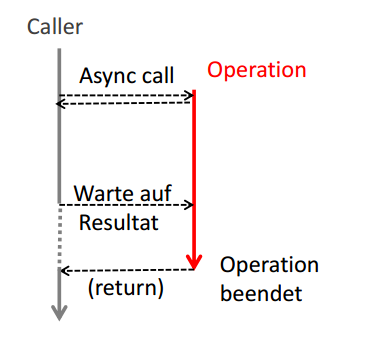 Caller
Async call
Operation
Warte auf
Resultat
Operation
beendet
(return)